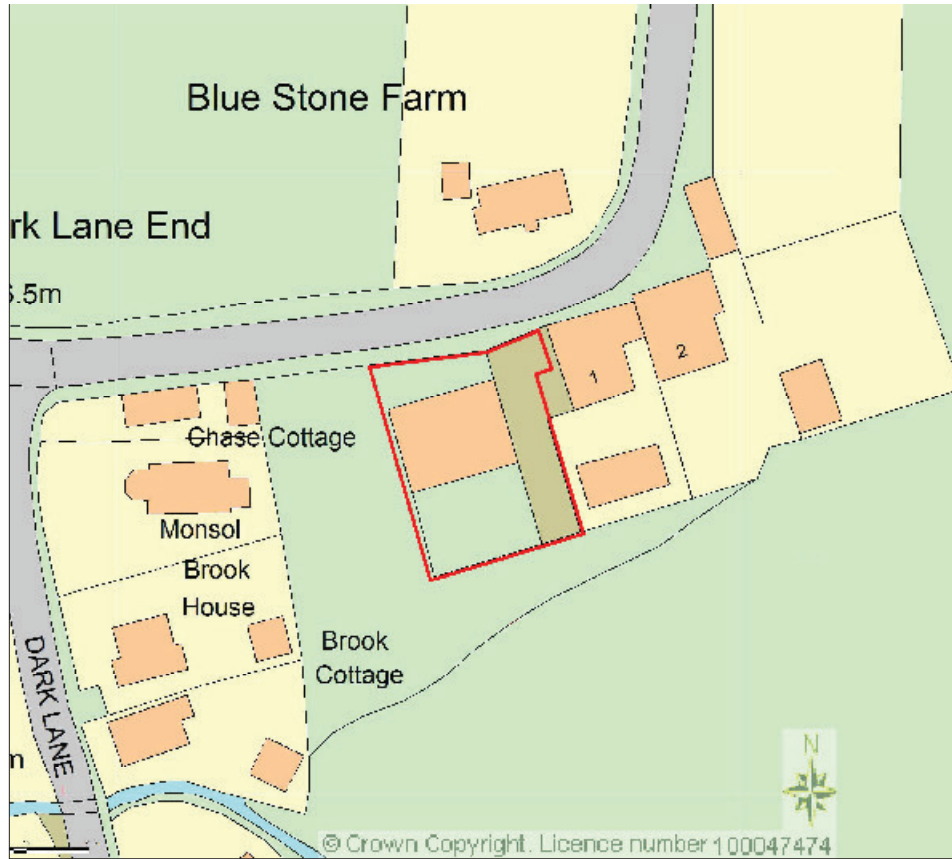 Blue Stone Farm
rk Lane End
6.5m
1
2
Chase Cottage
Monsol
Brook
House
Brook
Cottage
DARK LANE
m
N
© Crown Copyright. Licence number 100047474